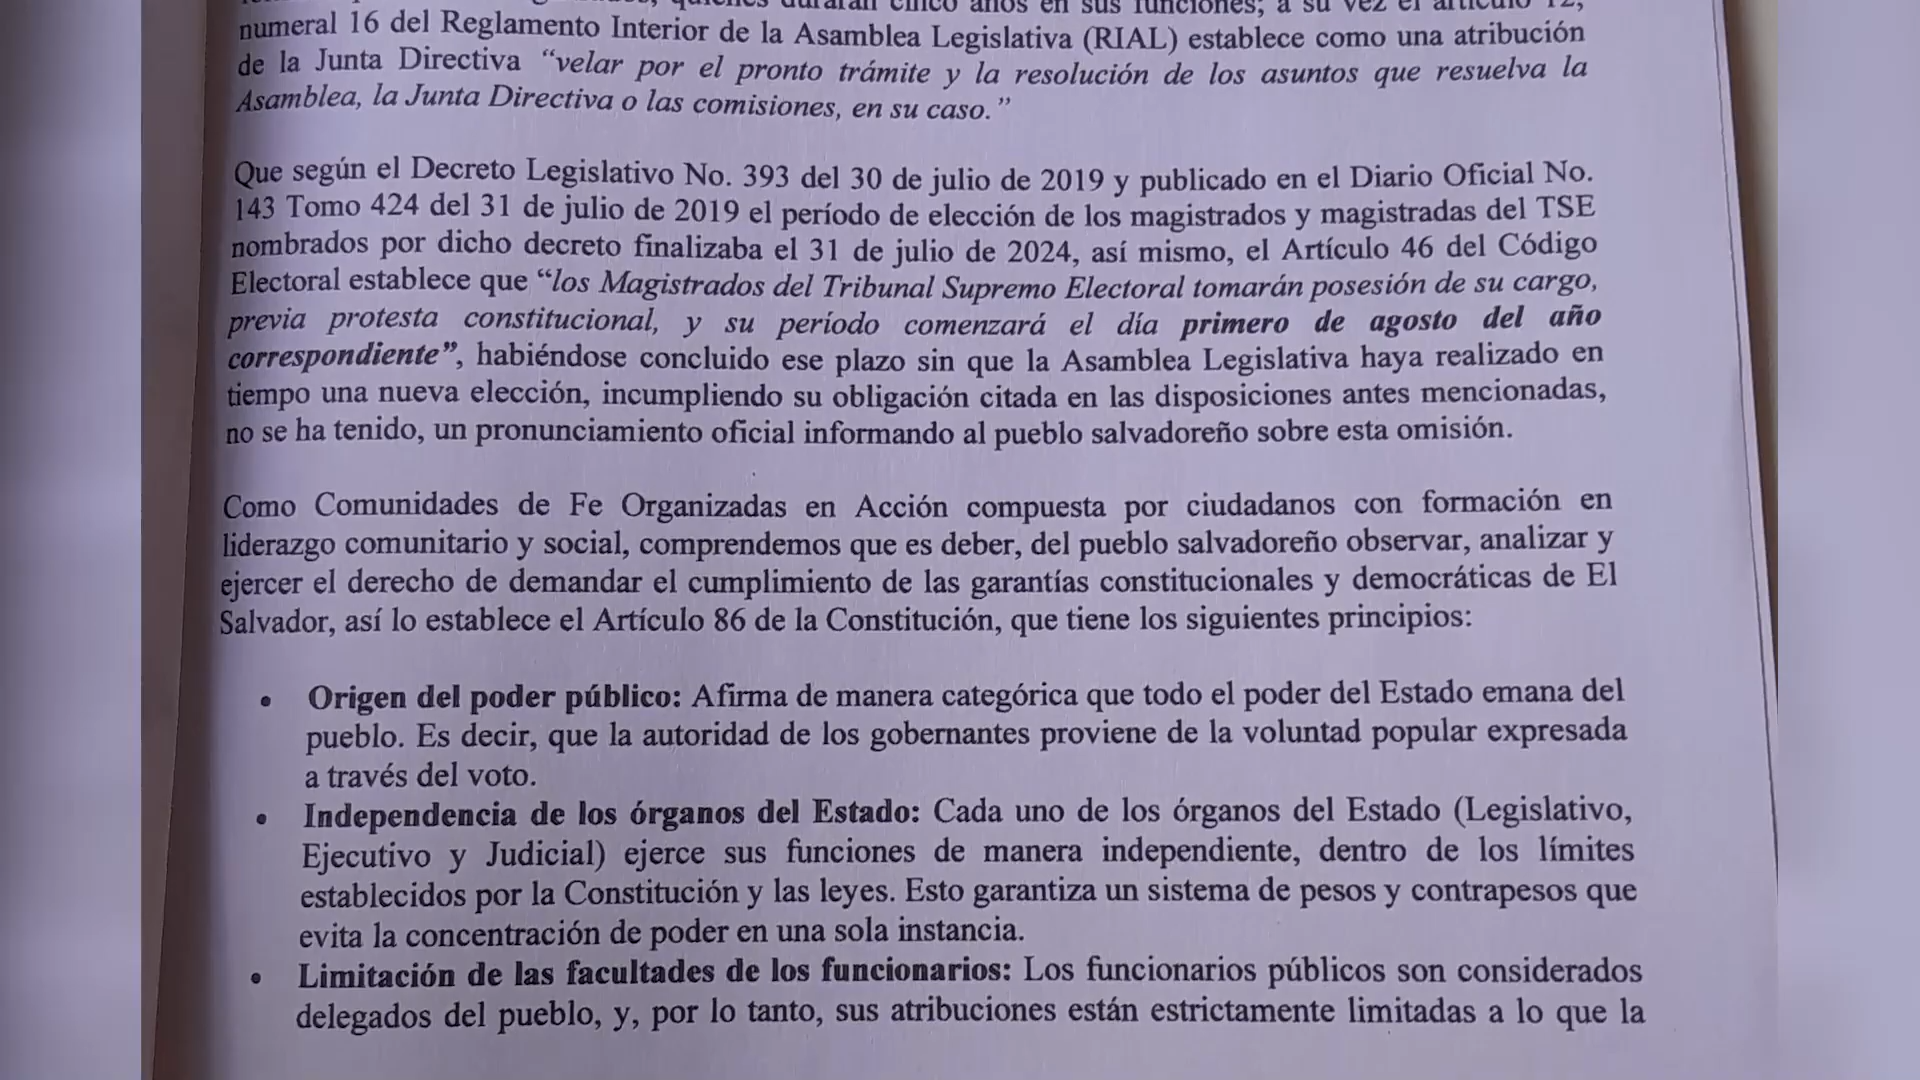 quienes durarán cinco años en sus funciones; a su vez el artículo 12,
numeral 16 del Reglamento Interior de la Asamblea Legislativa (RIAL) establece como una atribución
de la Junta Directiva “velar por el pronto trámite y la resolución de los asuntos que resuelva la
Asamblea, la Junta Directiva o las comisiones, en su caso.”
Que según el Decreto Legislativo No. 393 del 30 de julio de 2019 y publicado en el Diario Oficial No.
143 Tomo 424 del 31 de julio de 2019 el período de elección de los magistrados y magistradas del TSE
nombrados por dicho decreto finalizaba el 31 de julio de 2024, así mismo, el Artículo 46 del Código
Electoral establece que “los Magistrados del Tribunal Supremo Electoral tomarán posesión de su cargo,
previa protesta constitucional, y su período comenzará el día primero de agosto del año
correspondiente”, habiéndose concluido ese plazo sin que la Asamblea Legislativa haya realizado en
tiempo una nueva elección, incumpliendo su obligación citada en las disposiciones antes mencionadas,
no se ha tenido, un pronunciamiento oficial informando al pueblo salvadoreño sobre esta omisión.
Como Comunidades de Fe Organizadas en Acción compuesta por ciudadanos con formación en
liderazgo comunitario y social, comprendemos que es deber, del pueblo salvadoreño observar, analizar y
ejercer el derecho de demandar el cumplimiento de las garantías constitucionales y democráticas de El
Salvador, así lo establece el Artículo 86 de la Constitución, que tiene los siguientes principios:
• Origen del poder público: Afirma de manera categórica que todo el poder del Estado emana del
pueblo. Es decir, que la autoridad de los gobernantes proviene de la voluntad popular expresada
a través del voto.
• Independencia de los órganos del Estado: Cada uno de los órganos del Estado (Legislativo,
Ejecutivo y Judicial) ejerce sus funciones de manera independiente, dentro de los límites
establecidos por la Constitución y las leyes. Esto garantiza un sistema de pesos y contrapesos que
evita la concentración de poder en una sola instancia.
• Limitación de las facultades de los funcionarios: Los funcionarios públicos son considerados
delegados del pueblo, y, por lo tanto, sus atribuciones están estrictamente limitadas a lo que la